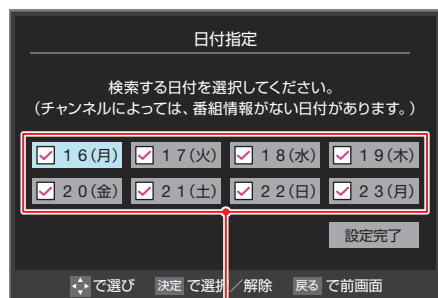 日付指定
検索する日付を選択してください。
(チャンネルによっては、番組情報がない日付があります。)
16(月) 17(火) 18(水) 19(木)
20(金) 21(土) 22(日) 23(月)
設定完了
で選び 決定 で選択／解除 戻る で前画面